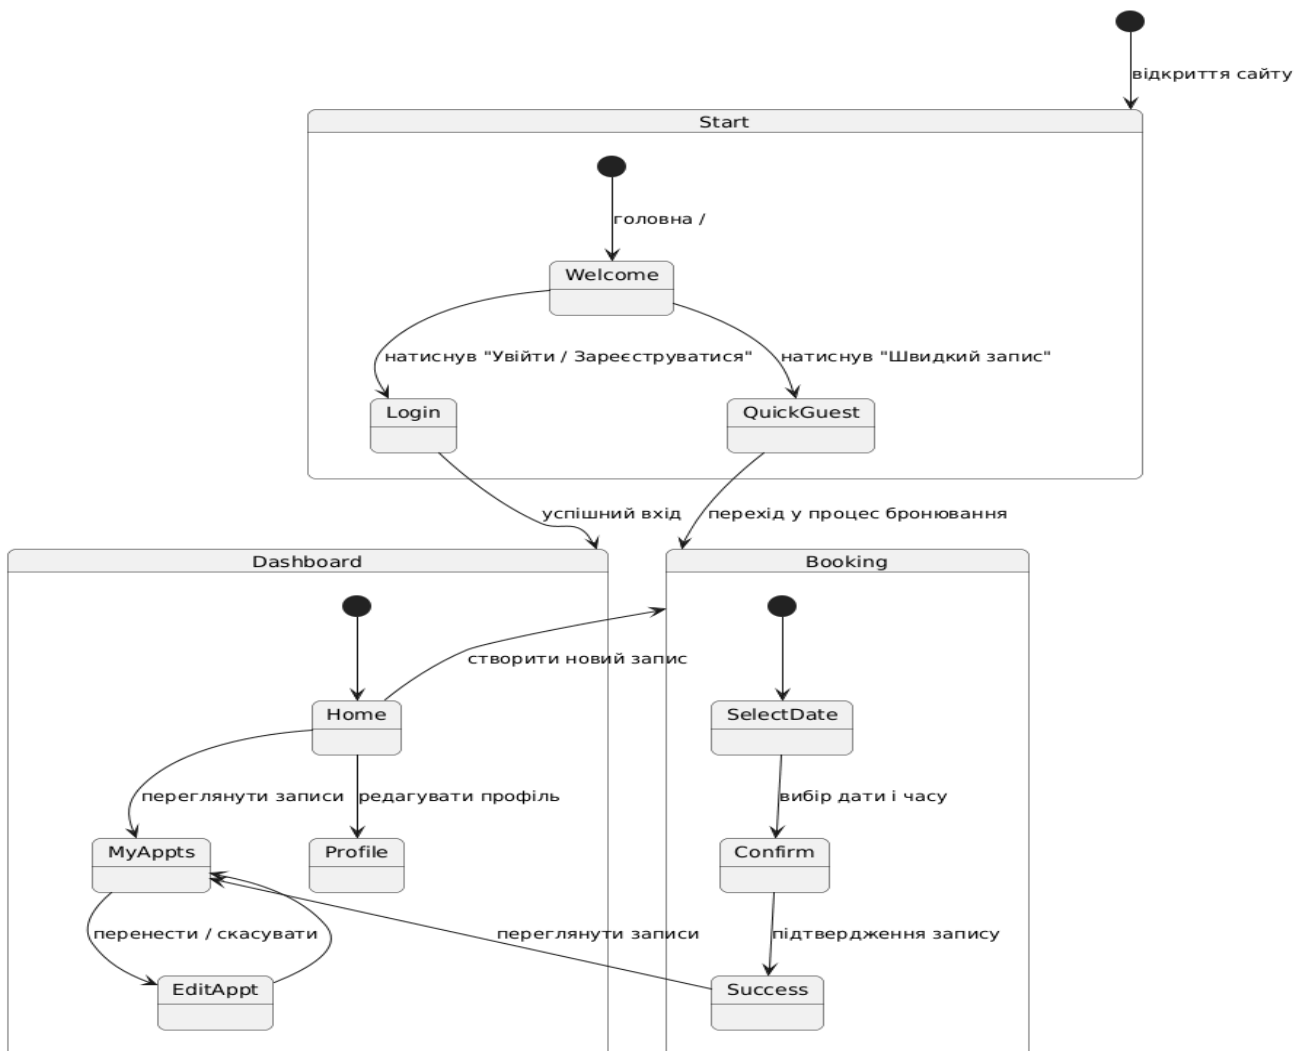 відкриття сайту
Start
головна /
Welcome
натиснув "Увійти / Зареєструватися"
натиснув "Швидкий запис"
Login
QuickGuest
успішний вхід
перехід у процес бронювання
Dashboard
Booking
створити новий запис
Home
SelectDate
переглянути записи
редагувати профіль
вибір дати і часу
MyAppts
Profile
Confirm
перенести / скасувати
переглянути записи
підтвердження запису
EditAppt
Success